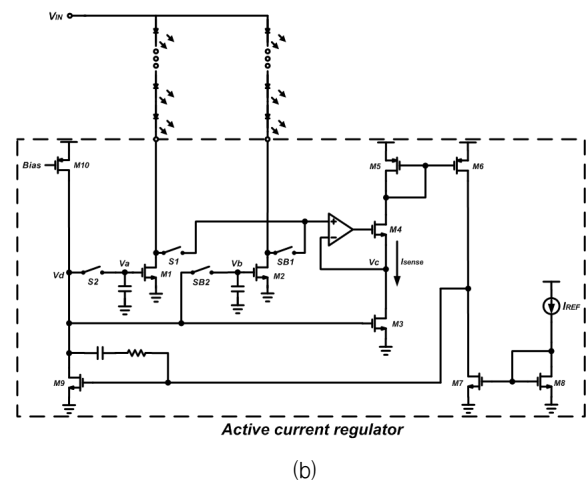 VIN
Bias
M10
M5
M6
S1
M4
Va
Vb
SB1
Vc
Isense
Vd
S2
M1
SB2
M2
IREF
M3
M9
M7
M8
Active current regulator
(b)